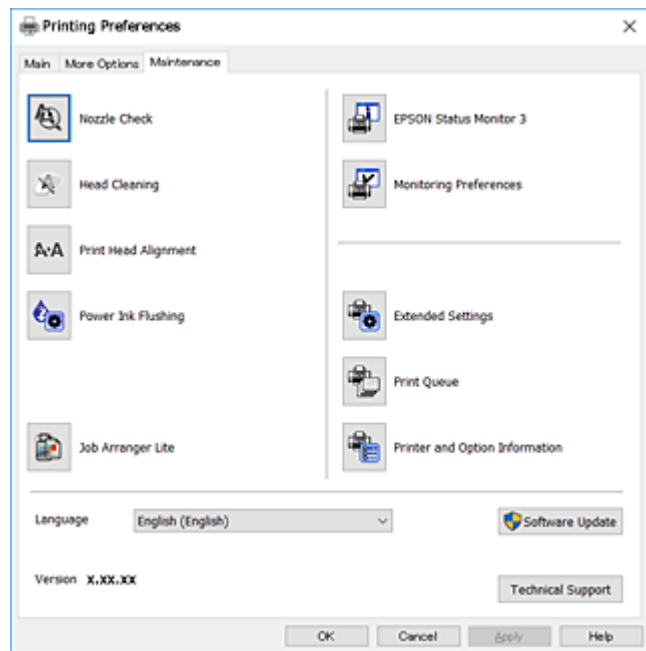 Printing Preferences
Main More Options Maintenance
Nozzle Check
Head Cleaning
A·A Print Head Alignment
Power Ink Flushing
Job Arranger Lite
EPSON Status Monitor 3
Monitoring Preferences
Extended Settings
Print Queue
Printer and Option Information
Language English (English) Software Update
Version X.XX.XX Technical Support
OK Cancel Apply Help